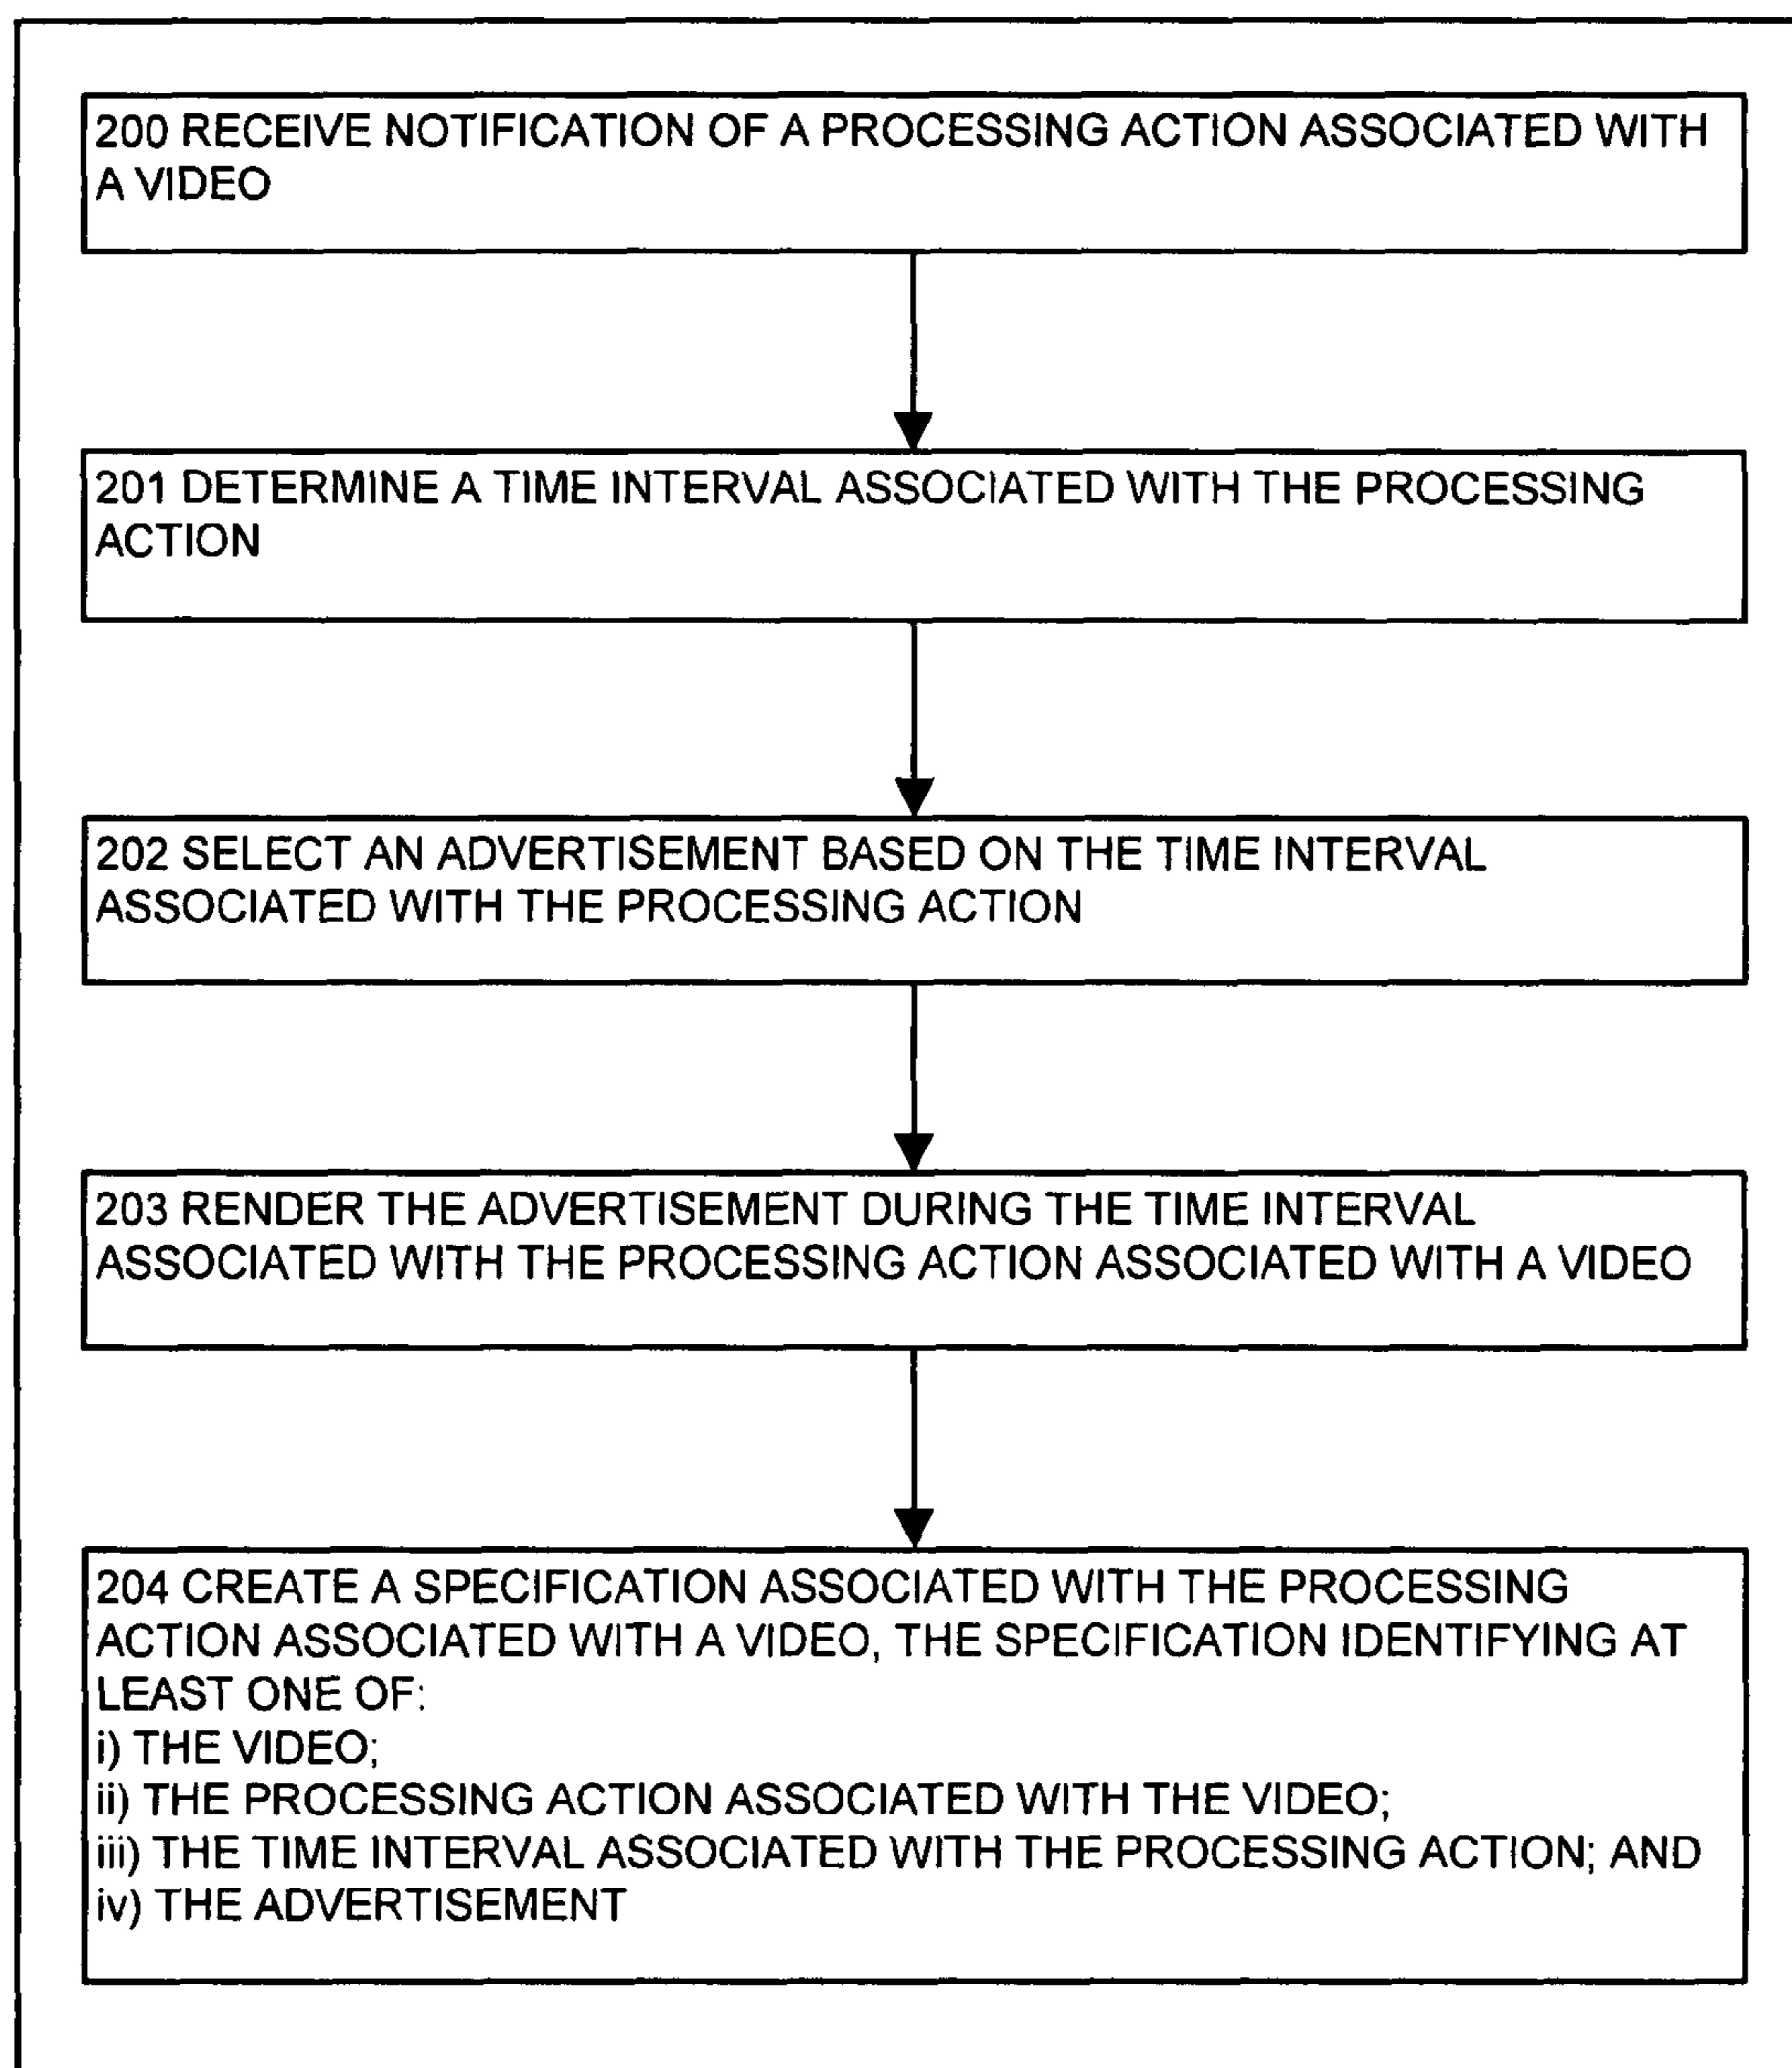 200 RECEIVE NOTIFICATION OF A PROCESSING ACTION ASSOCIATED WITH
A VIDEO
201 DETERMINE A TIME INTERVAL ASSOCIATED WITH THE PROCESSING
ACTION
202 SELECT AN ADVERTISEMENT BASED ON THE TIME INTERVAL
ASSOCIATED WITH THE PROCESSING ACTION
203 RENDER THE ADVERTISEMENT DURING THE TIME INTERVAL
ASSOCIATED WITH THE PROCESSING ACTION ASSOCIATED WITH A VIDEO
204 CREATE A SPECIFICATION ASSOCIATED WITH THE PROCESSING
ACTION ASSOCIATED WITH A VIDEO, THE SPECIFICATION IDENTIFYING AT
LEAST ONE OF:
i) THE VIDEO;
ii) THE PROCESSING ACTION ASSOCIATED WITH THE VIDEO;
iii) THE TIME INTERVAL ASSOCIATED WITH THE PROCESSING ACTION; AND
iv) THE ADVERTISEMENT